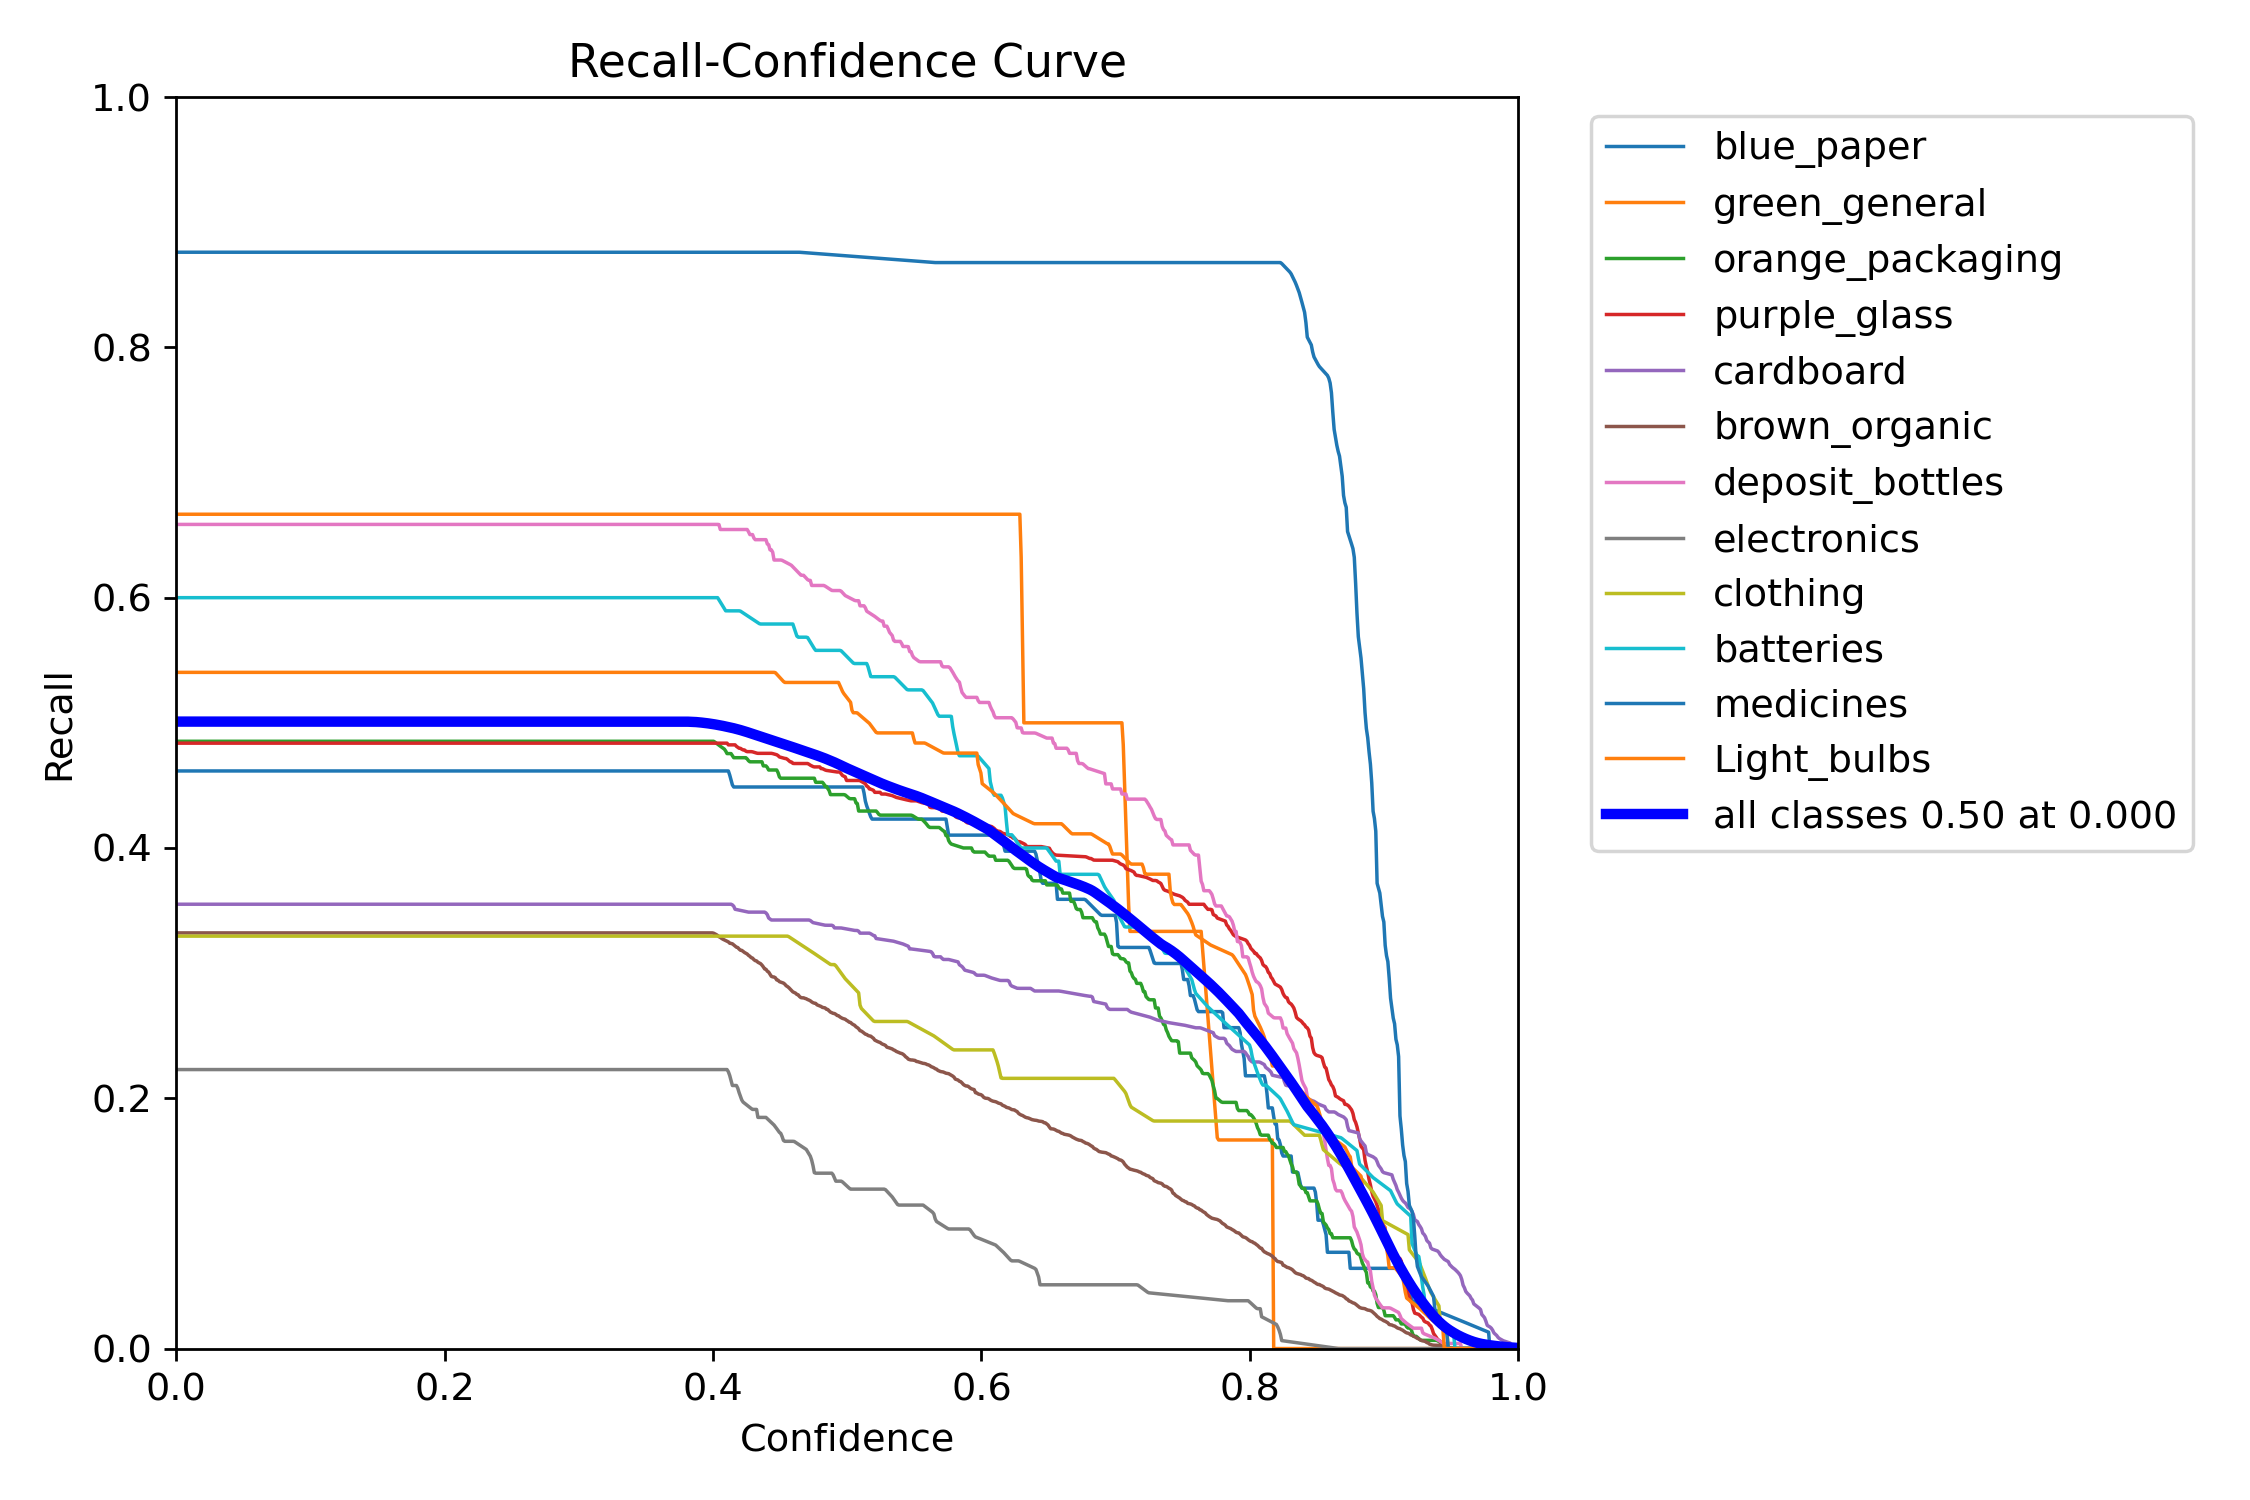 Recall-Confidence Curve
1.0
0.8
0.6
0.4
0.2
0.0
Recall
0.0 0.2 0.4 0.6 0.8 1.0
Confidence
blue_paper
green_general
orange_packaging
purple_glass
cardboard
brown_organic
deposit_bottles
electronics
clothing
batteries
medicines
Light_bulbs
all classes 0.50 at 0.000